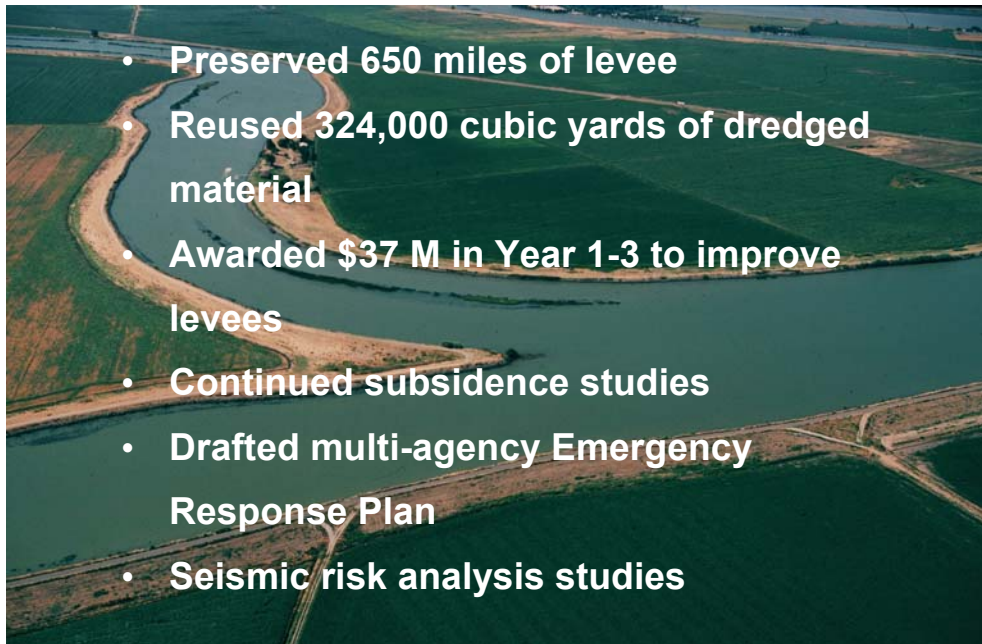 • Preserved 650 miles of levee
• Reused 324,000 cubic yards of dredged
material
• Awarded $37 M in Year 1-3 to improve
levees
• Continued subsidence studies
• Drafted multi-agency Emergency
Response Plan
• Seismic risk analysis studies